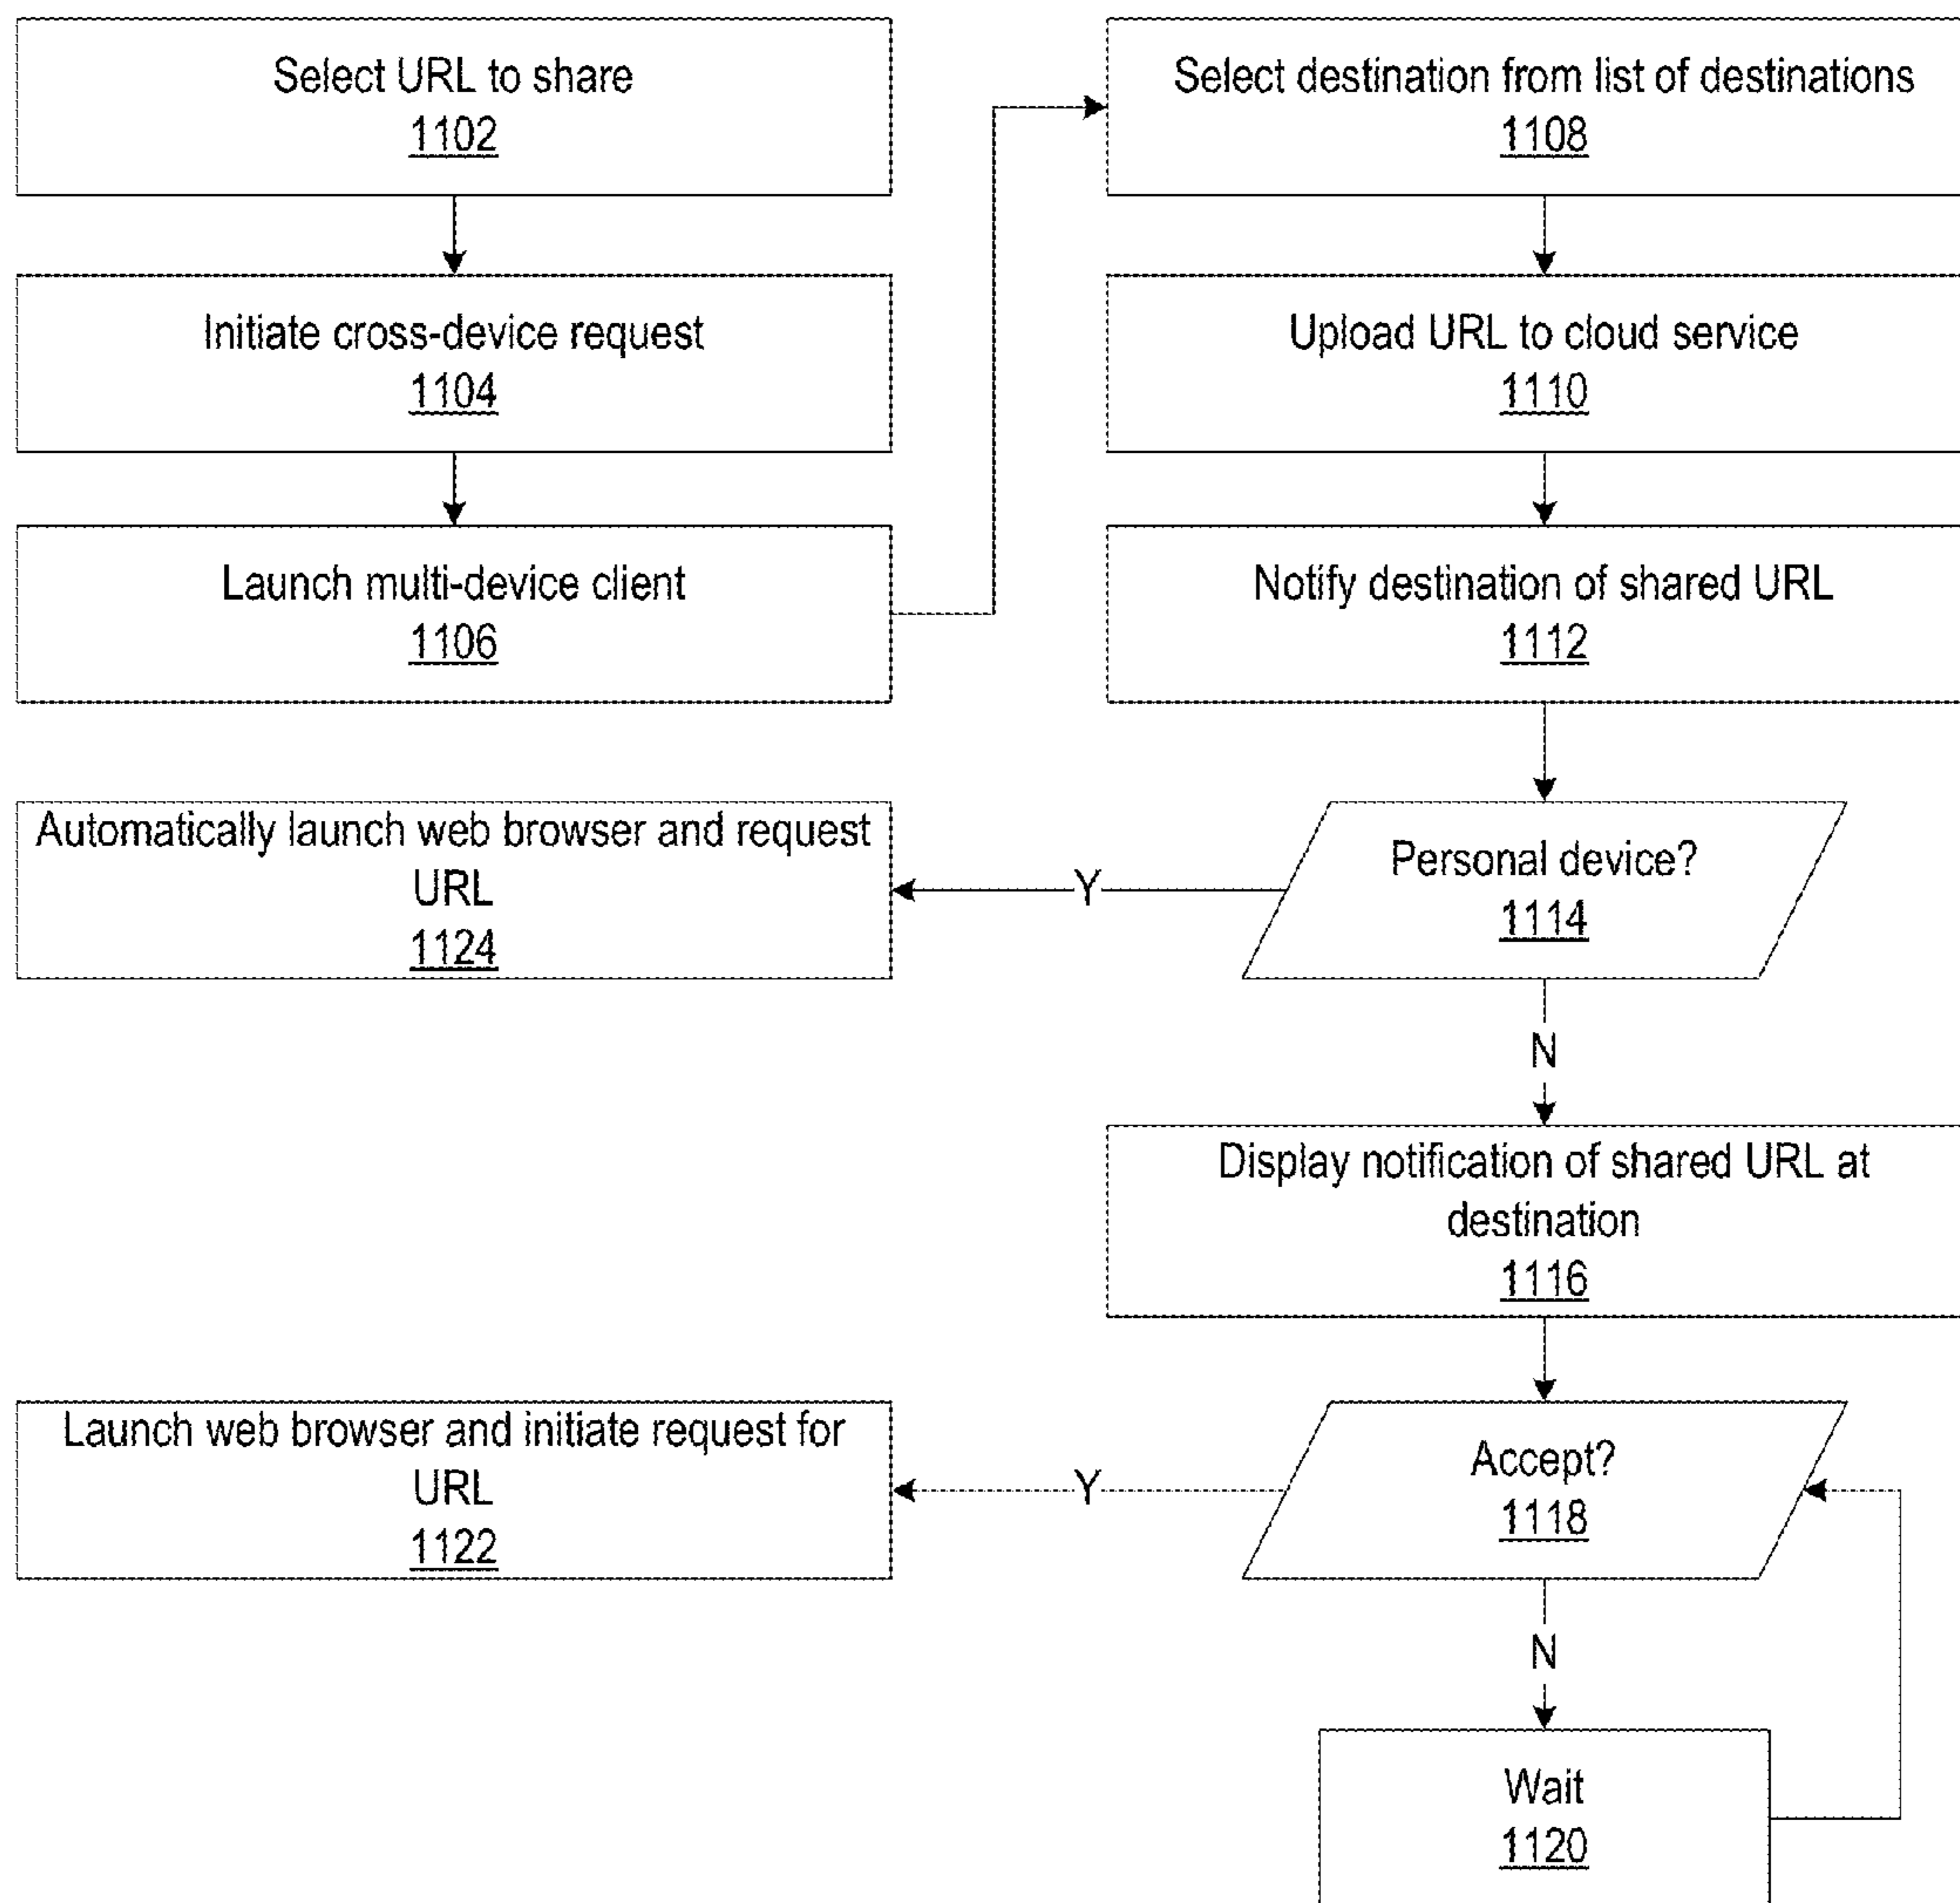 Select URL to share
1102
Initiate cross-device request
1104
Launch multi-device client
1106
Select destination from list of destinations
1108
Upload URL to cloud service
1110
Notify destination of shared URL
1112
Personal device?
1114
Y
Automatically launch web browser and request
URL
1124
N
Display notification of shared URL at
destination
1116
Accept?
1118
Y
Launch web browser and initiate request for
URL
1122
N
Wait
1120